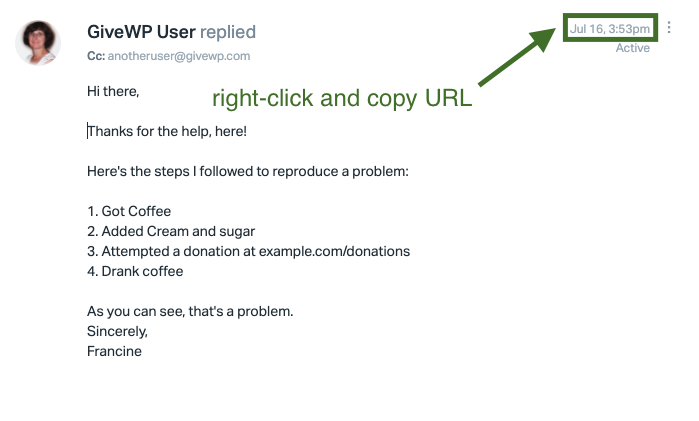 GiveWP User replied
Jul 16, 3:53pm
Cc: anotheruser@givewp.com
Active
Hi there,
right-click and copy URL
Thanks for the help, here!
Here's the steps I followed to reproduce a problem:
1. Got Coffee
2. Added Cream and sugar
3. Attempted a donation at example.com/donations
4. Drank coffee
As you can see, that's a problem.
Sincerely,
Francine